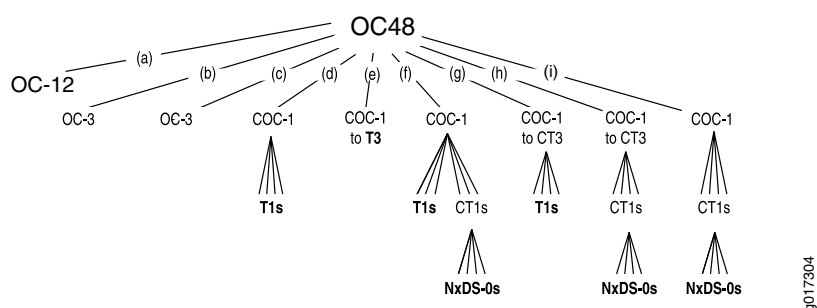 OC48
(a) (b) (c) (d) (e) (f) (g) (h) (i)
OC-12
OC-3 OC-3 COC-1 COC-1 COC-1 COC-1 COC-1 COC-1
to T3 to CT3 to CT3
T1s T1s CT1s T1s CT1s CT1s
NxDS-0s NxDS-0s NxDS-0s
g017304